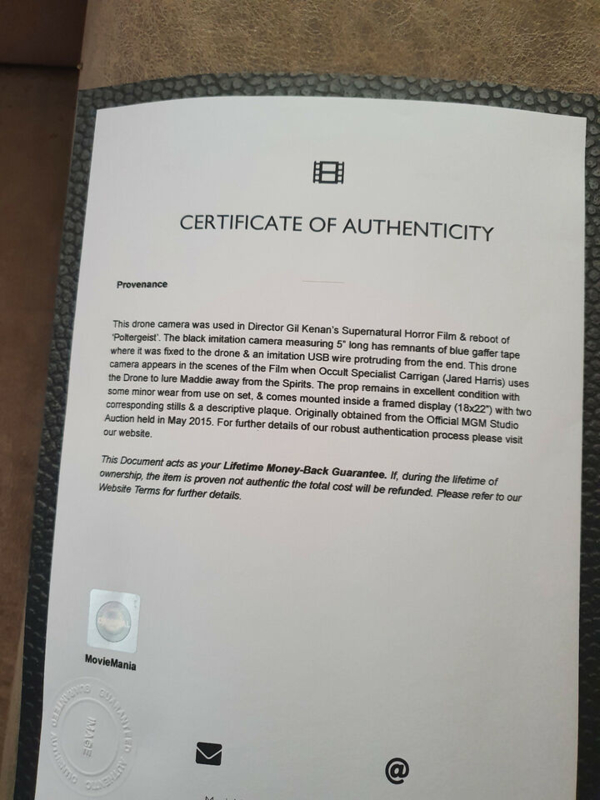 CERTIFICATE OF AUTHENTICITY
Provenance
This drone camera was used in Director Gil Kenan's Supernatural Horror Film & reboot of
'Poltergeist'. The black imitation camera measuring 5" long has remnants of blue gaffer tape
where it was fixed to the drone & an imitation USB wire protruding from the end. This drone
camera appears in the scenes of the Film when Occult Specialist Carrigan (Jared Harris) uses
the Drone to lure Maddie away from the Spirits. The prop remains in excellent condition with
some minor wear from use on set, & comes mounted inside a framed display (18x22") with two
corresponding stills & a descriptive plaque. Originally obtained from the Official MGM Studio
Auction held in May 2015. For further details of our robust authentication process please visit
our website.
This Document acts as your Lifetime Money-Back Guarantee. If, during the lifetime of
ownership, the item is proven not authentic the total cost will be refunded. Please refer to our
Website Terms for further details.
MovieMania
GUARANTEED AUTHENTIC
IMAGE
@